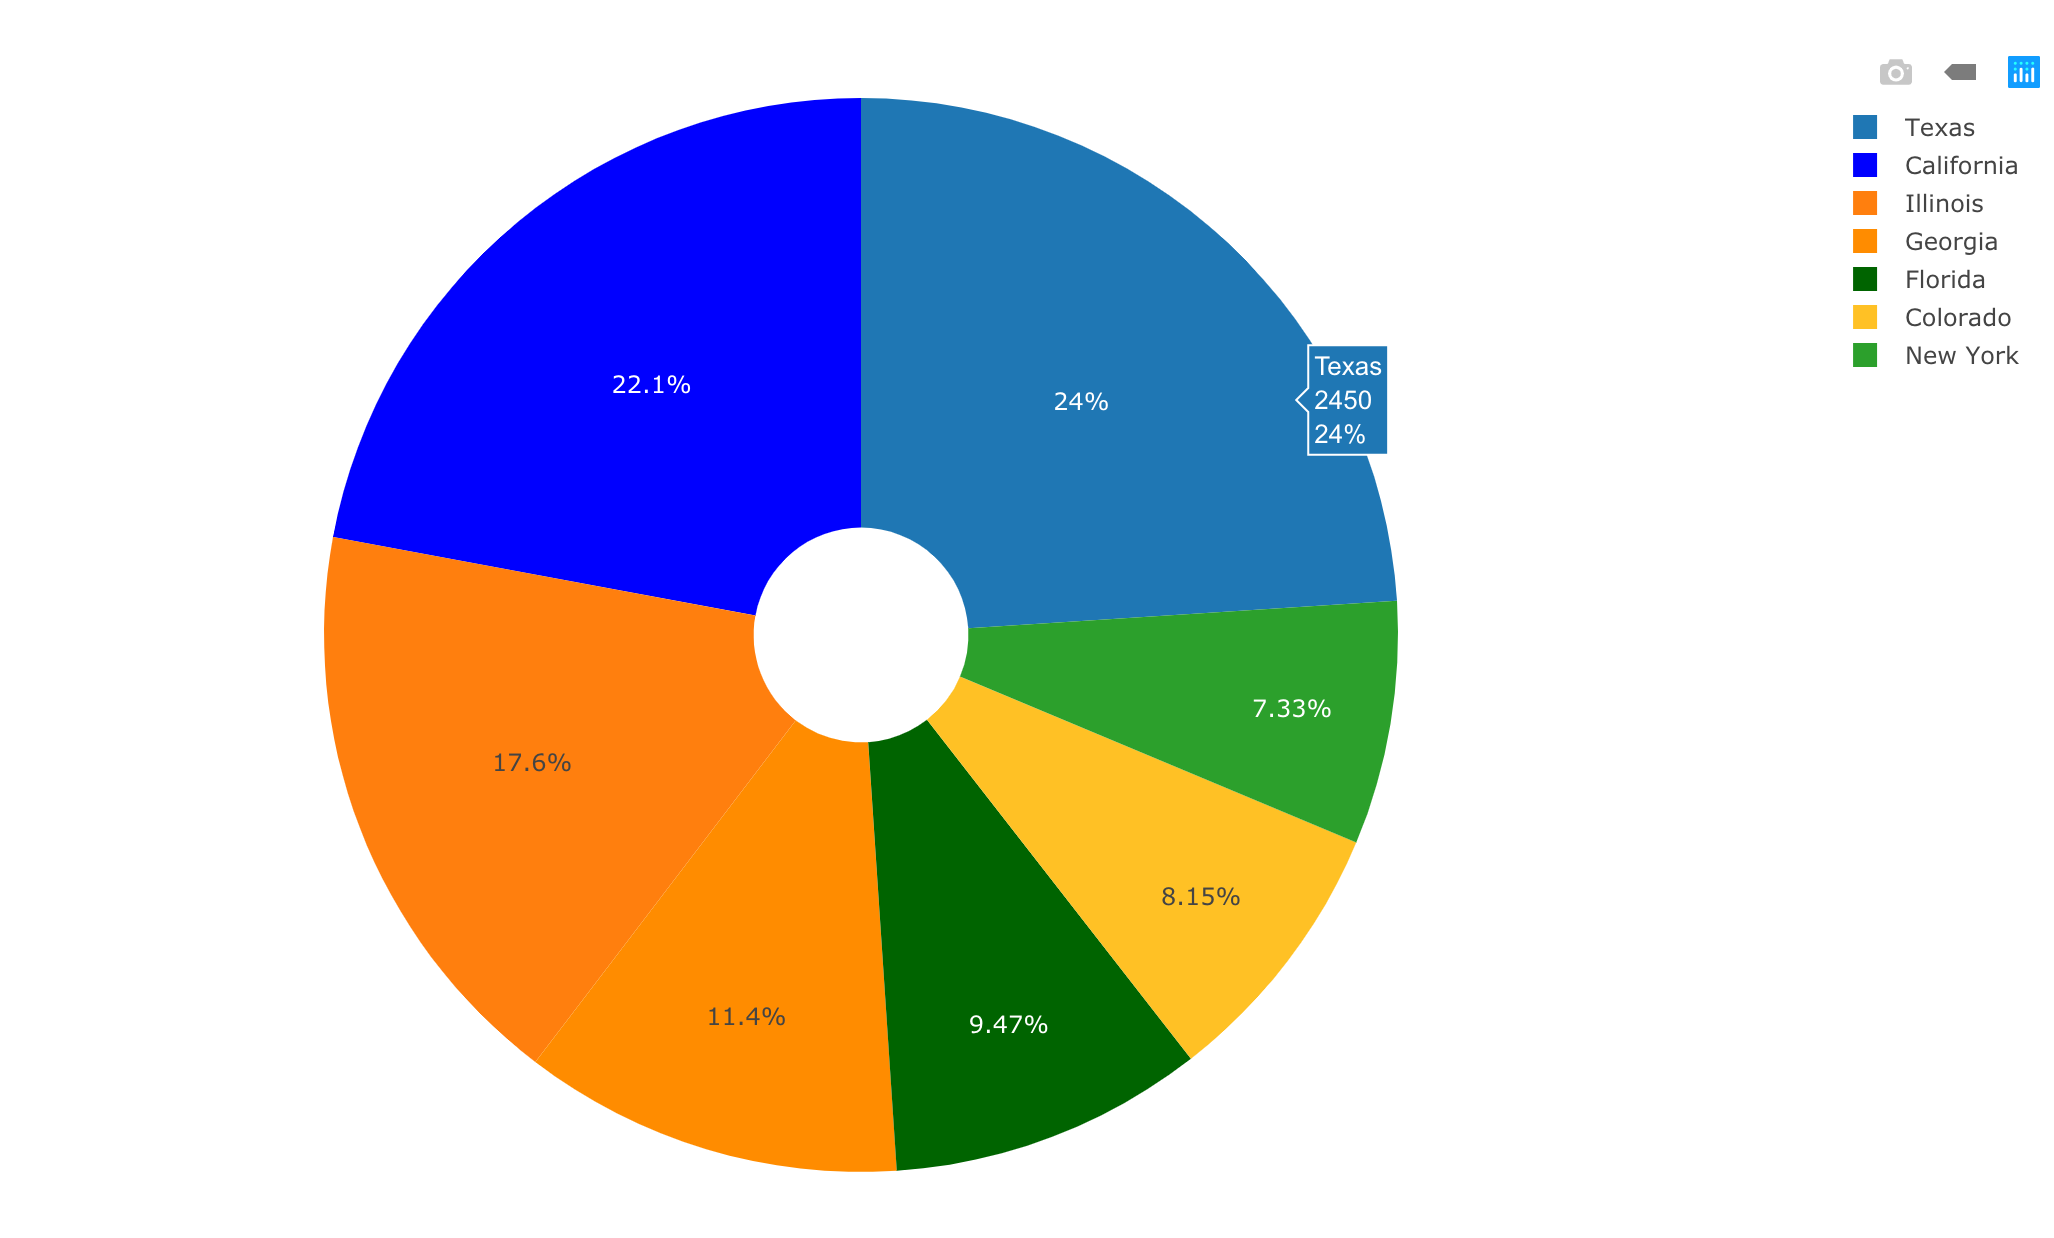 Texas
California
Illinois
Georgia
Florida
Colorado
New York
22.1%
24%
Texas
2450
24%
17.6%
7.33%
8.15%
11.4%
9.47%